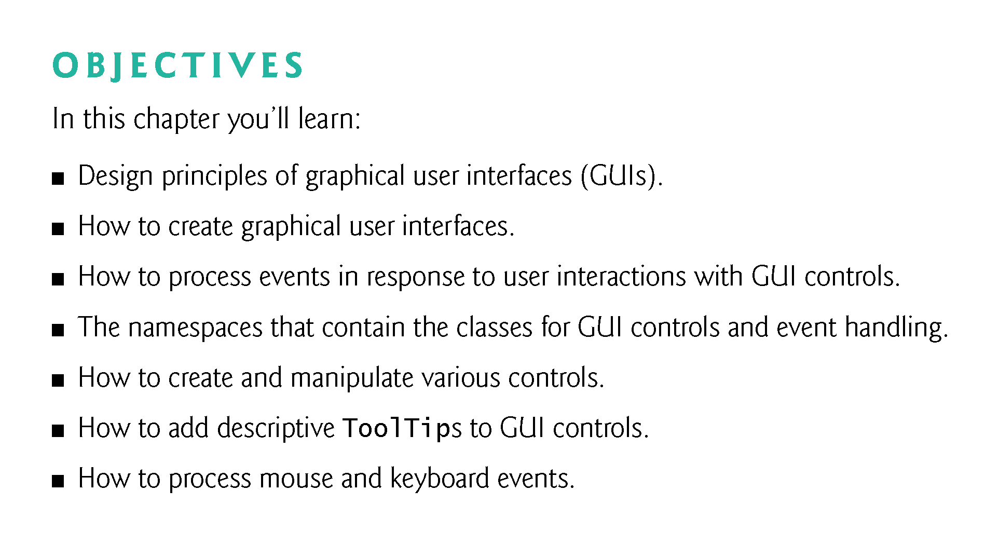 OBJECTIVES
In this chapter you’ll learn:
■ Design principles of graphical user interfaces (GUIs).
■ How to create graphical user interfaces.
■ How to process events in response to user interactions with GUI controls.
■ The namespaces that contain the classes for GUI controls and event handling.
■ How to create and manipulate various controls.
■ How to add descriptive ToolTips to GUI controls.
■ How to process mouse and keyboard events.